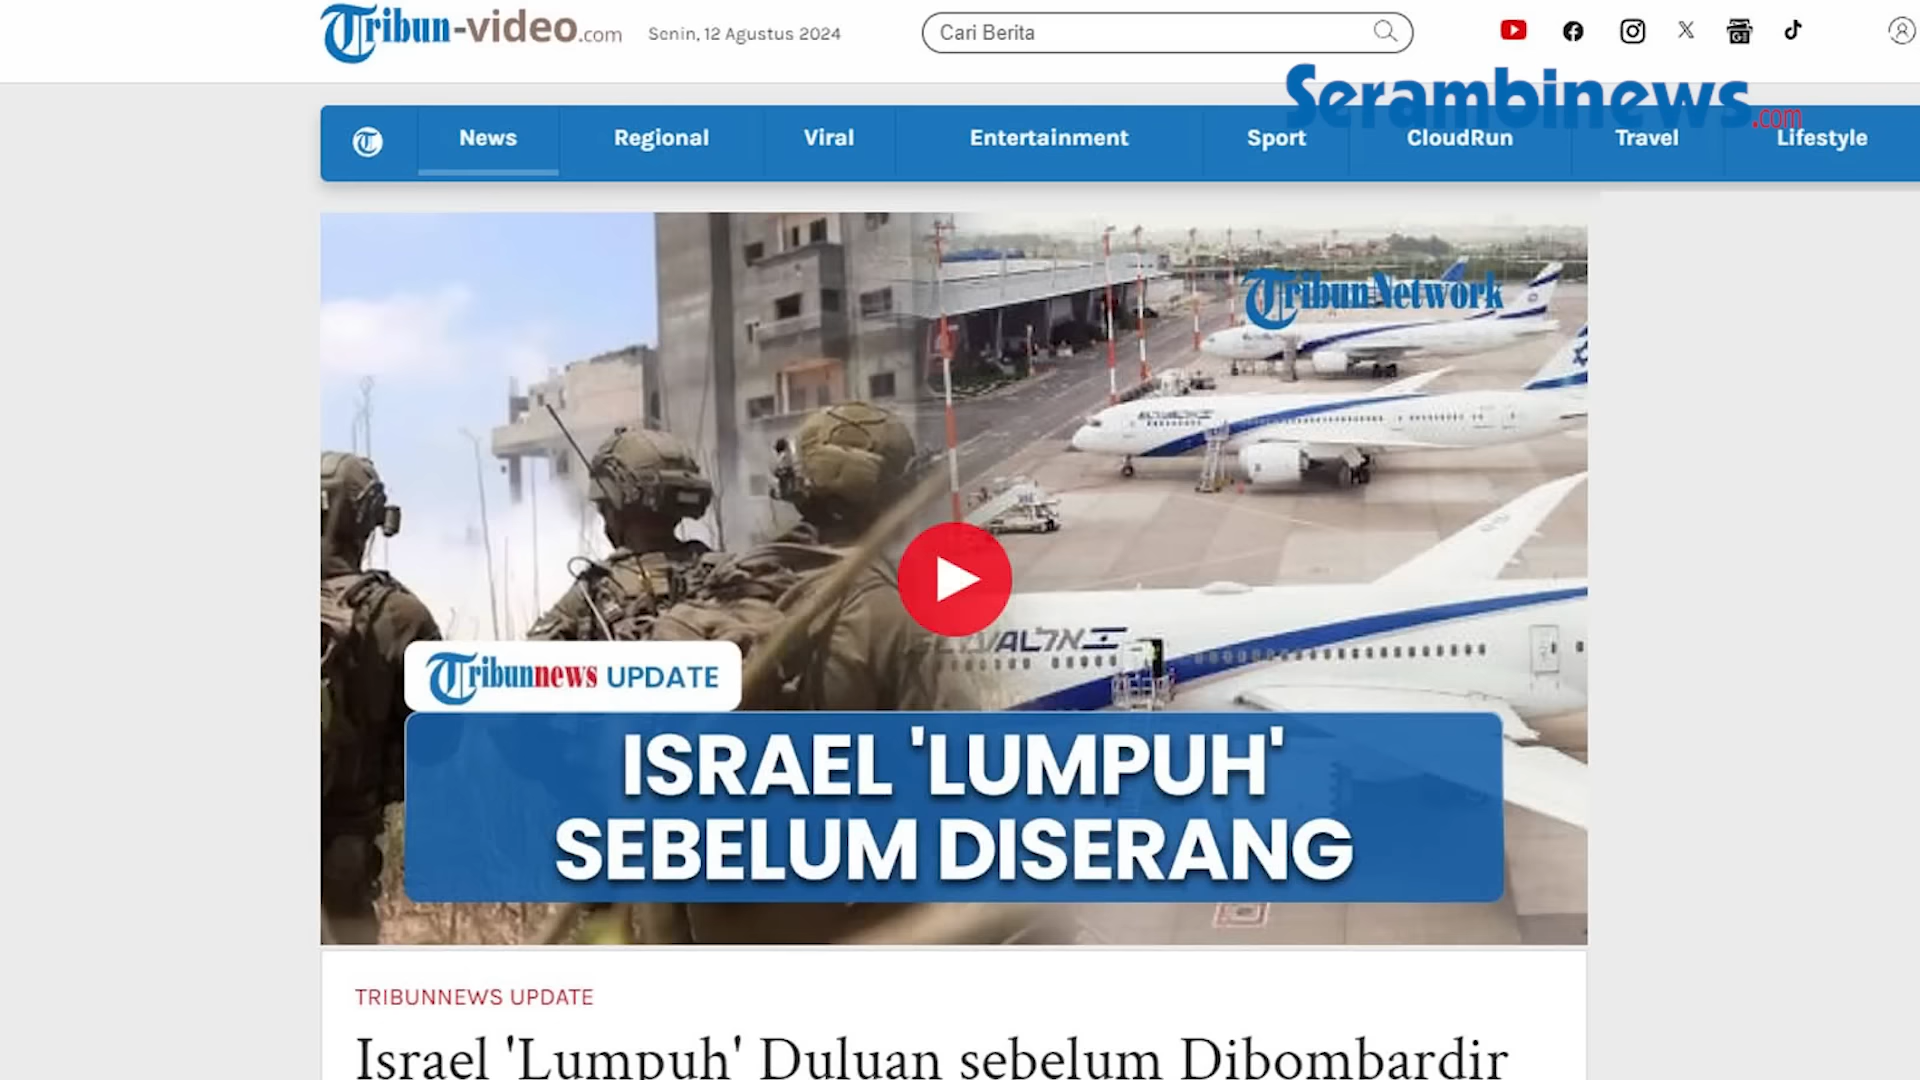 Tribun-video.com
Senin, 12 Agustus 2024
Cari Berita
Serambinews.com
News
Regional
Viral
Entertainment
Sport
CloudRun
Travel
Lifestyle
TribunNetwork
Tribunnews UPDATE
ISRAEL 'LUMPUH'
SEBELUM DISERANG
TRIBUNNEWS UPDATE
Israel 'Lumpuh' Duluan sebelum Dibombardir